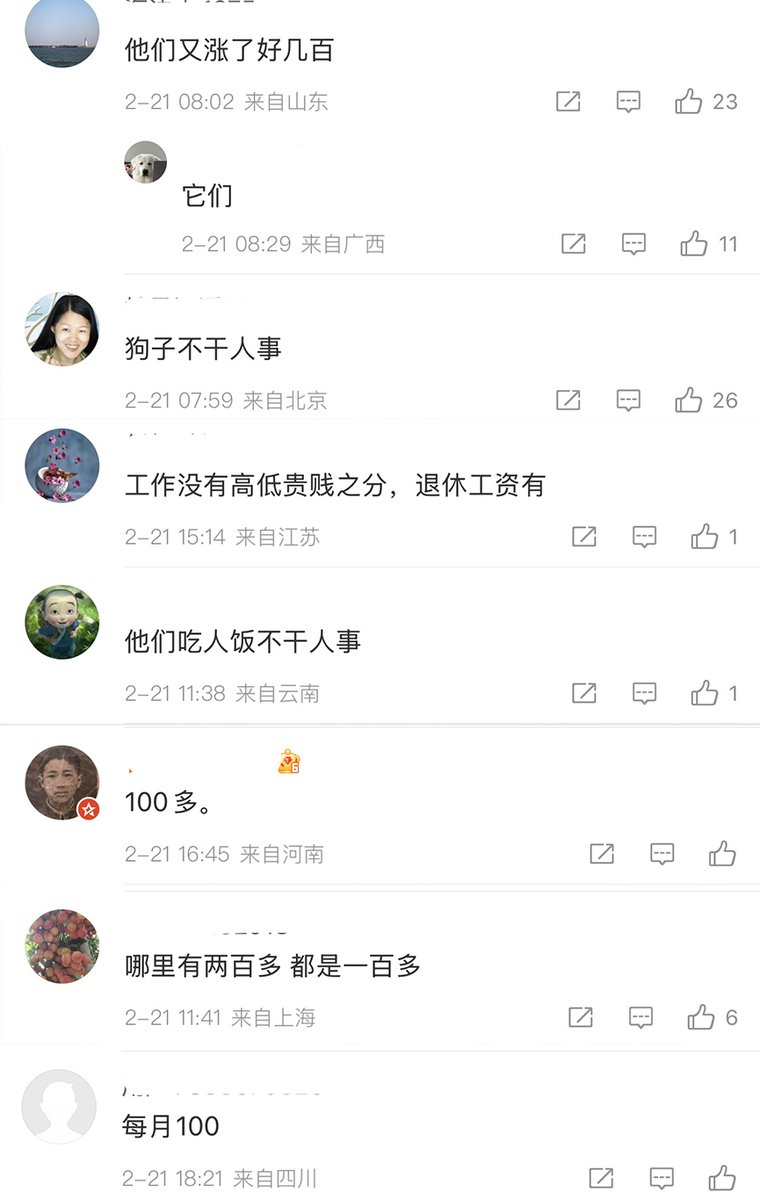 他们又涨了好几百
2-21 08:02 来自山东
23
它们
2-21 08:29 来自广西
11
狗子不干人事
2-21 07:59 来自北京
26
工作没有高低贵贱之分，退休工资有
2-21 15:14 来自江苏
1
他们吃人饭不干人事
2-21 11:38 来自云南
1
100多。
2-21 16:45 来自河南
哪里有两百多 都是一百多
2-21 11:41 来自上海
6
每月100
2-21 18:21 来自四川